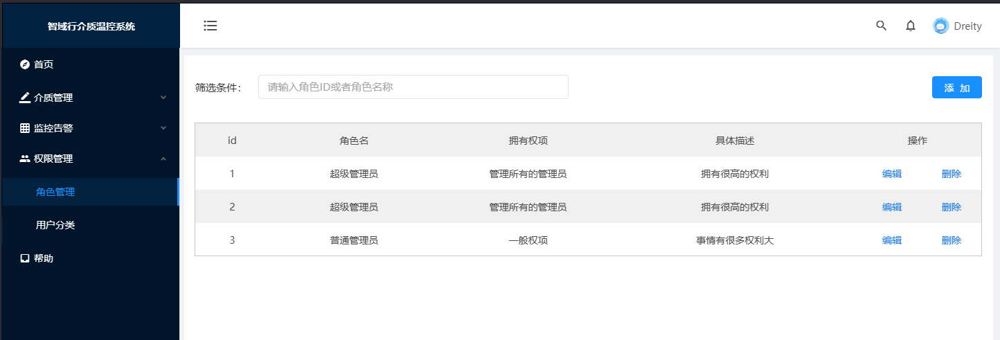 智域行介质温控系统
Dreity
首页
介质管理
监控告警
权限管理
角色管理
用户分类
帮助
筛选条件： 请输入角色ID或者角色名称 添 加
id 角色名 拥有权项 具体描述 操作
1 超级管理员 管理所有的管理员 拥有很高的权利 编辑 删除
2 超级管理员 管理所有的管理员 拥有很高的权利 编辑 删除
3 普通管理员 一般权项 事情有很多权利大 编辑 删除